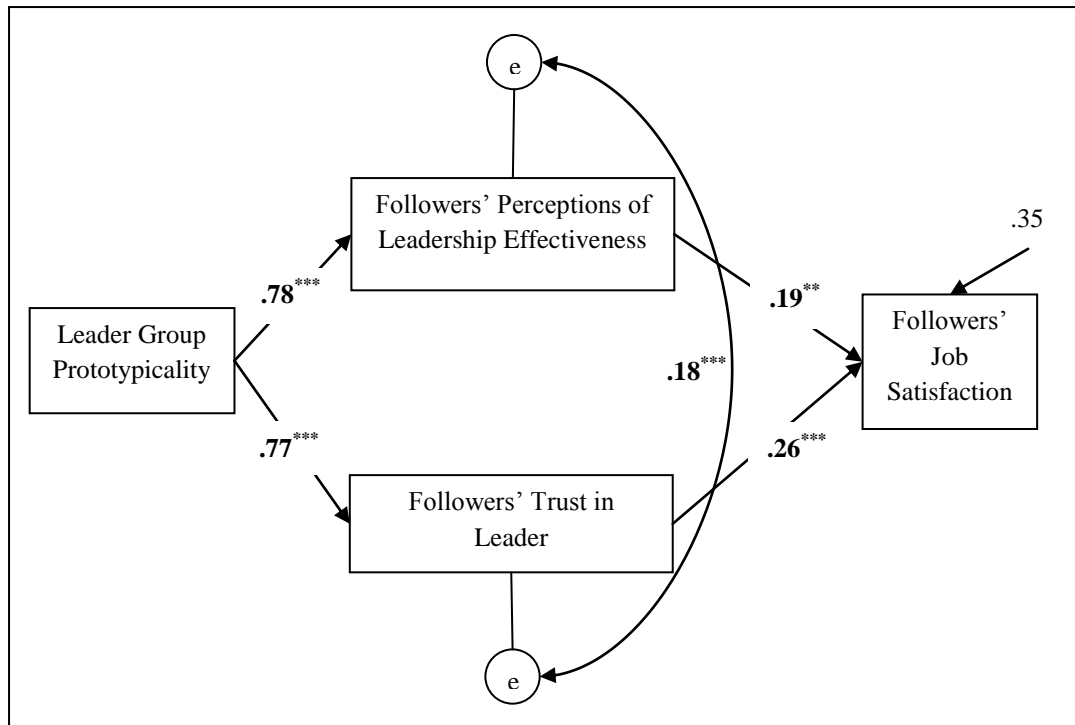 e
Followers’ Perceptions of
Leadership Effectiveness
.35
.78***
.19**
Leader Group
Prototypicality
Followers’
Job
Satisfaction
.18***
.77***
.26***
Followers’ Trust in
Leader
e